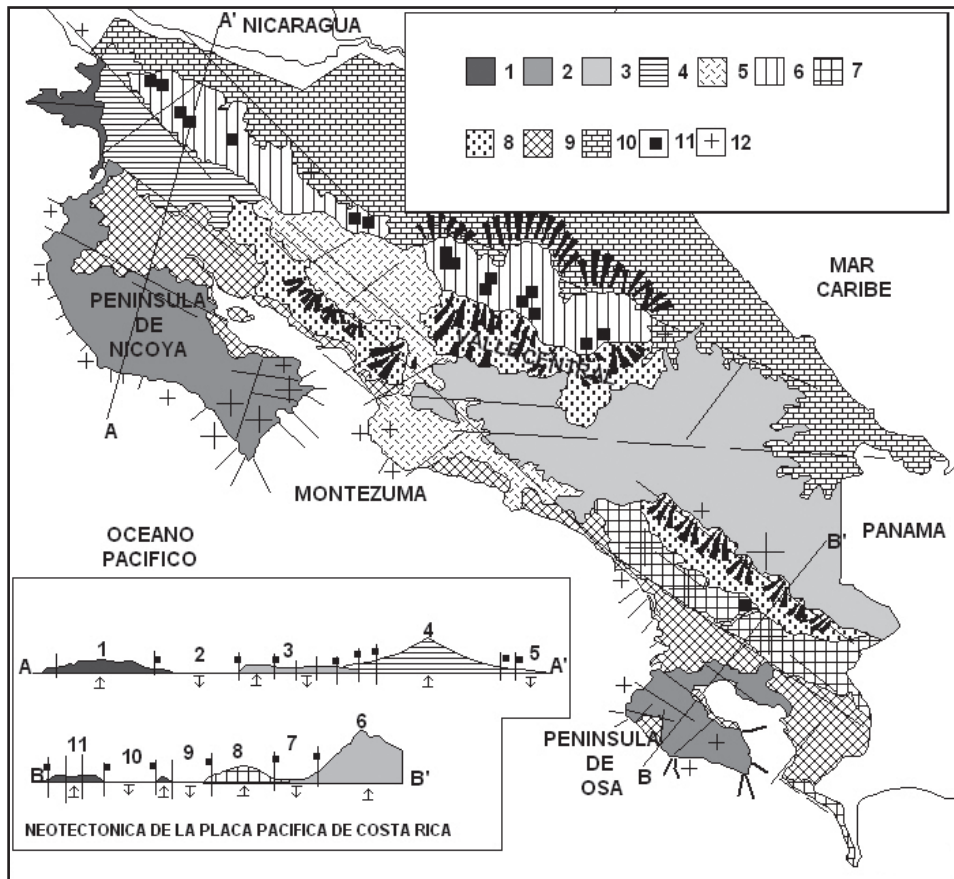 A' NICARAGUA
1 2 3 4 5 6 7
8 9 10 11 12
MAR
CARIBE
PENINSULA
DE
NICOYA
VALLE CENTRAL
A
MONTEZUMA
OCEANO
PACIFICO
PANAMA
B'
PENINSULA
DE
OSA
B
A 1 2 3 4 5 A'
B 11 10 9 8 7 6 B'
NEOTECTONICA DE LA PLACA PACIFICA DE COSTA RICA